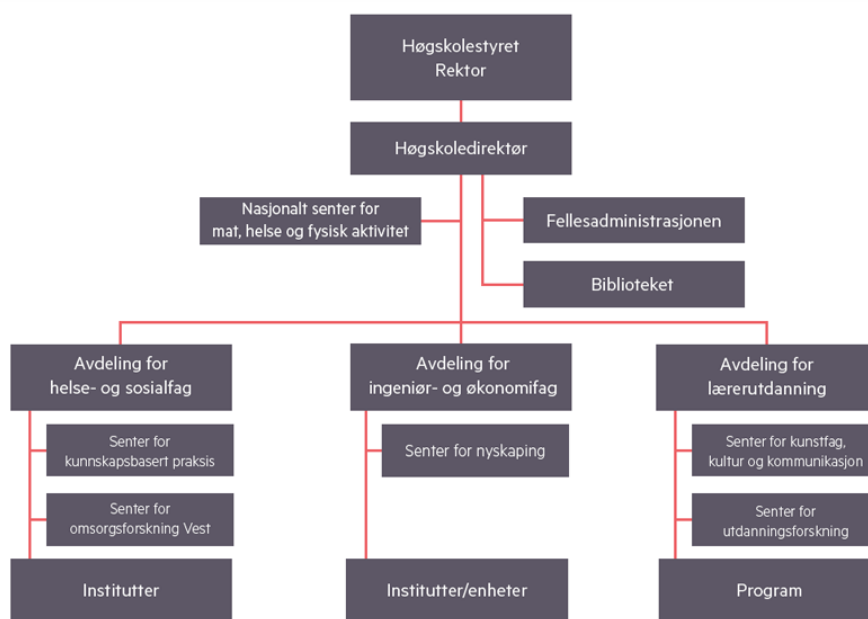 Høgskolestyret
Rektor
Høgskoledirektør
Nasjonalt senter for
mat, helse og fysisk aktivitet
Fellesadministrasjonen
Biblioteket
Avdeling for
helse- og sosialfag
Avdeling for
ingeniør- og økonomifag
Avdeling for
lærerutdanning
Senter for
kunnskapsbasert praksis
Senter for nyskaping
Senter for kunstfag,
kultur og kommunikasjon
Senter for
omsorgsforskning Vest
Senter for
utdanningsforskning
Institutter
Institutter/enheter
Program